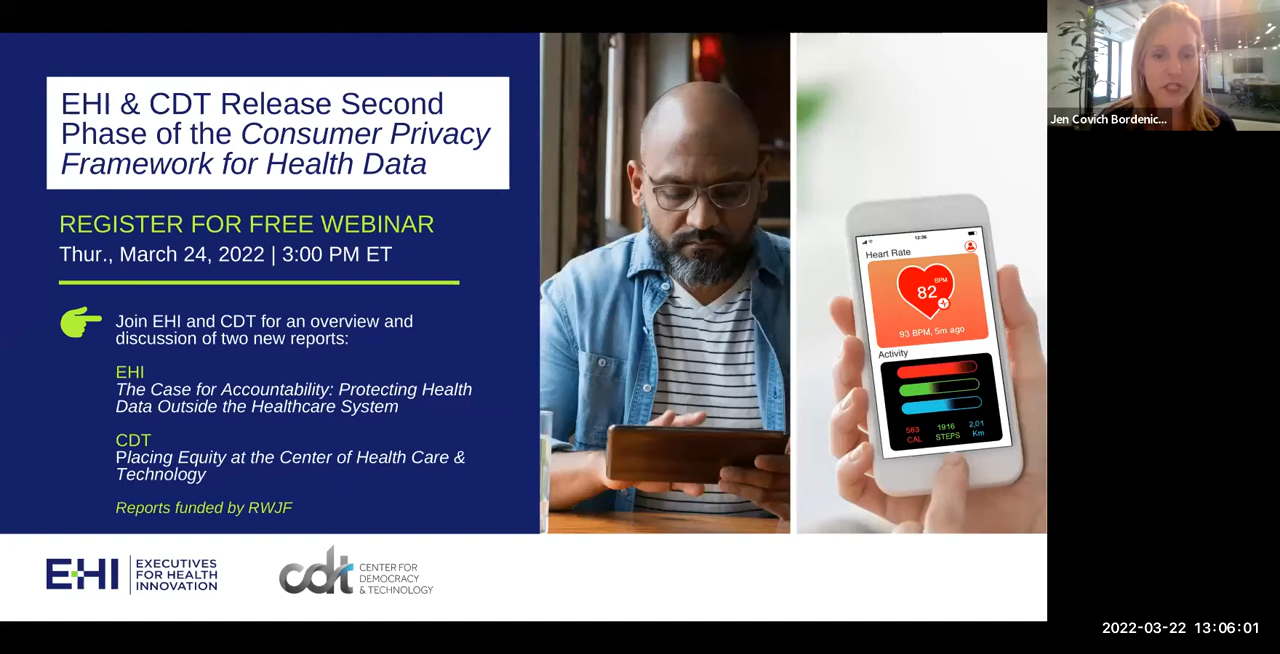 EHI & CDT Release Second
Phase of the Consumer Privacy
Framework for Health Data
REGISTER FOR FREE WEBINAR
Thur., March 24, 2022 | 3:00 PM ET
Join EHI and CDT for an overview and
discussion of two new reports:
EHI
The Case for Accountability: Protecting Health
Data Outside the Healthcare System
CDT
Placing Equity at the Center of Health Care &
Technology
Reports funded by RWJF
EHI EXECUTIVES
FOR HEALTH
INNOVATION
cdt CENTER FOR
DEMOCRACY
& TECHNOLOGY
12:36
Heart Rate
BPM
82
93 BPM, 5m ago
Activity
563 1916 2,01
CAL STEPS Km
Jen Covich Bordenic...
2022-03-22 13:06:01